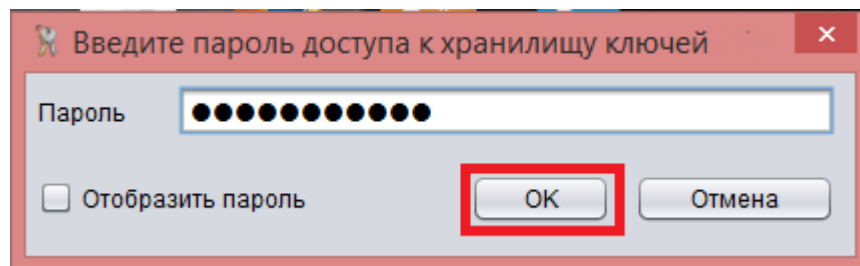 Введите пароль доступа к хранилищу ключей
Пароль ●●●●●●●●●●●
Отобразить пароль OK Отмена